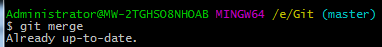 Administrator@MW-2TGHSO8NHOAB MINGW64 /e/Git (master)
$ git merge
Already up-to-date.